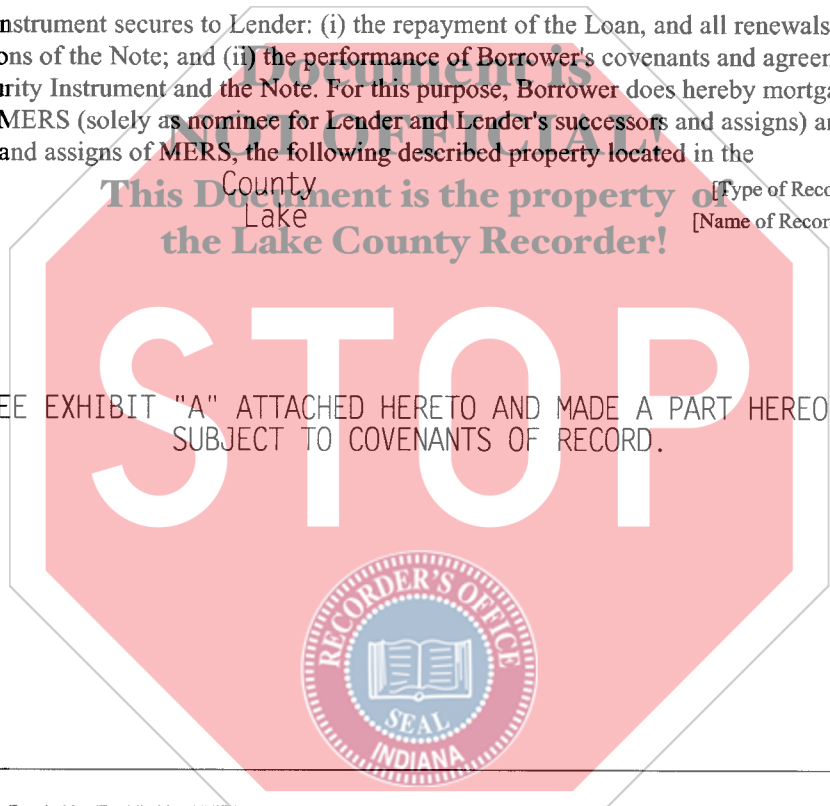 nstrument secures to Lender: (i) the repayment of the Loan, and all renewals
ons of the Note; and (ii) the performance of Borrower's covenants and agreen
rity Instrument and the Note. For this purpose, Borrower does hereby mortga
MERS (solely as nominee for Lender and Lender's successors and assigns) a
and assigns of MERS, the following described property located in the
Document is
NOT OFFICIAL!
This Document is the property of
the Lake County Recorder!
County [Type of Reco
Lake [Name of Recor
STOP
EE EXHIBIT "A" ATTACHED HERETO AND MADE A PART HEREO
SUBJECT TO COVENANTS OF RECORD.
RECORDER'S OFFICE
SEAL
INDIANA